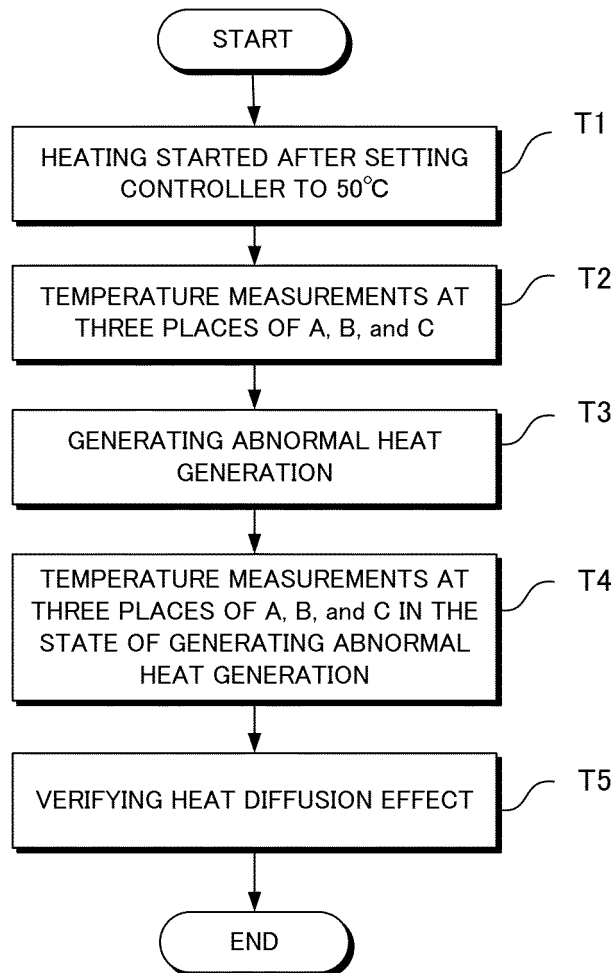 START
T1
HEATING STARTED AFTER SETTING
CONTROLLER TO 50°C
T2
TEMPERATURE MEASUREMENTS AT
THREE PLACES OF A, B, and C
T3
GENERATING ABNORMAL HEAT
GENERATION
T4
TEMPERATURE MEASUREMENTS AT
THREE PLACES OF A, B, and C IN THE
STATE OF GENERATING ABNORMAL
HEAT GENERATION
T5
VERIFYING HEAT DIFFUSION EFFECT
END